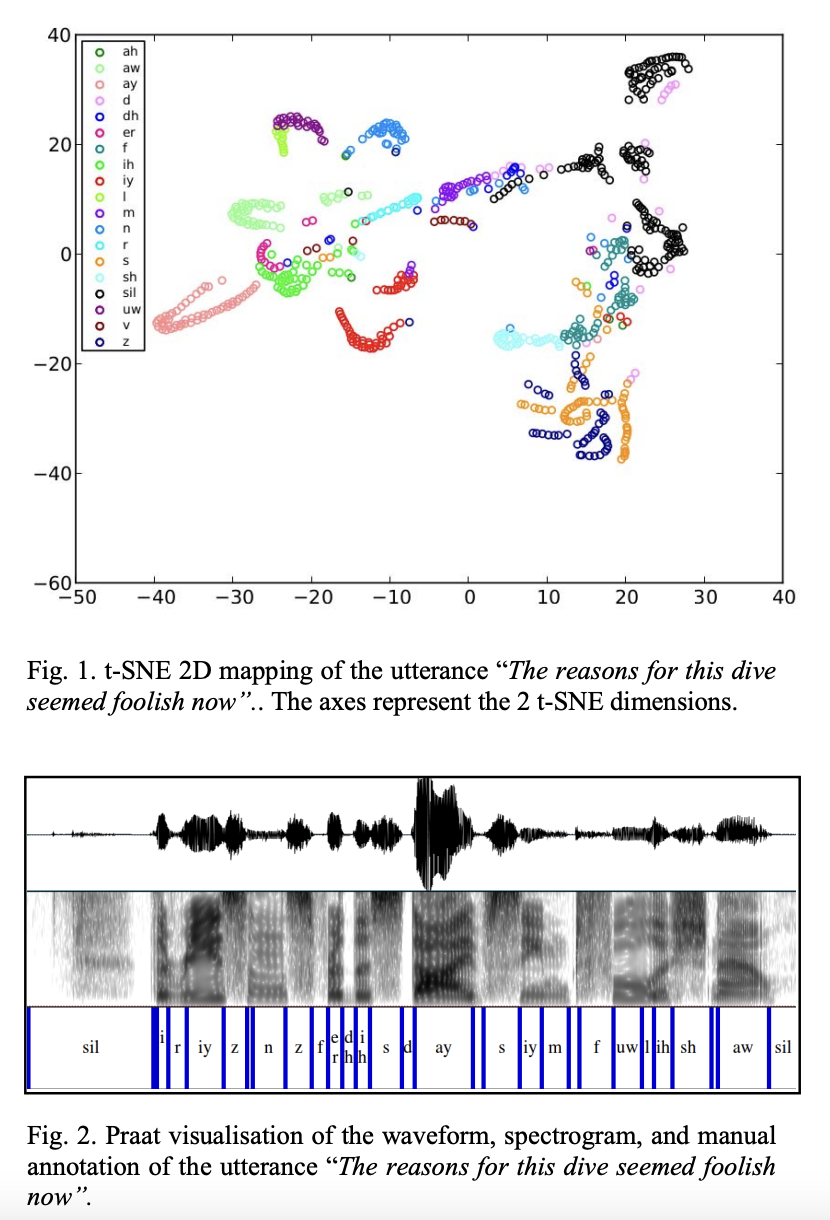 40
20
0
−20
−40
−60
ah
aw
ay
d
dh
er
f
ih
iy
l
m
n
r
s
sh
sil
uw
v
z
−50 −40 −30 −20 −10 0 10 20 30 40
Fig. 1. t-SNE 2D mapping of the utterance “The reasons for this dive
seemed foolish now”.. The axes represent the 2 t-SNE dimensions.
sil i r iy z n z f er dh ih s d ay s iy m f uw l ih sh aw sil
Fig. 2. Praat visualisation of the waveform, spectrogram, and manual
annotation of the utterance “The reasons for this dive seemed foolish
now”.